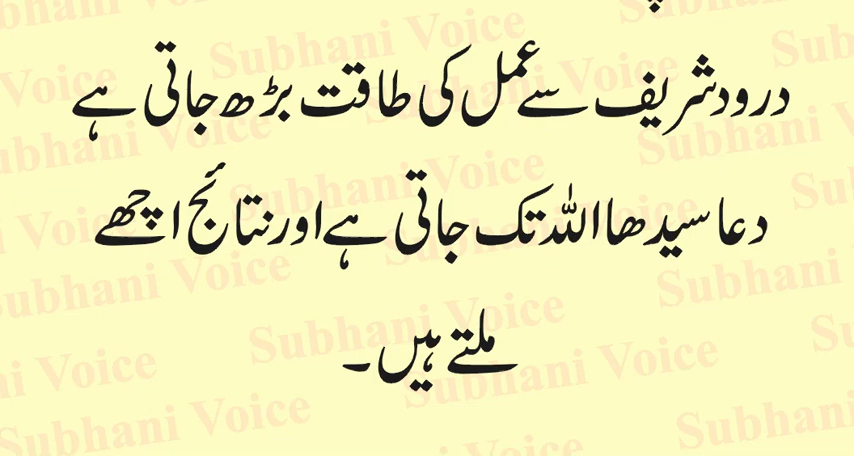 درود شریف سے عمل کی طاقت بڑھ جاتی ہے
دعا سیدھا اللہ تک جاتی ہے اور نتائج اچھے
ملتے ہیں۔
Subhani Voice